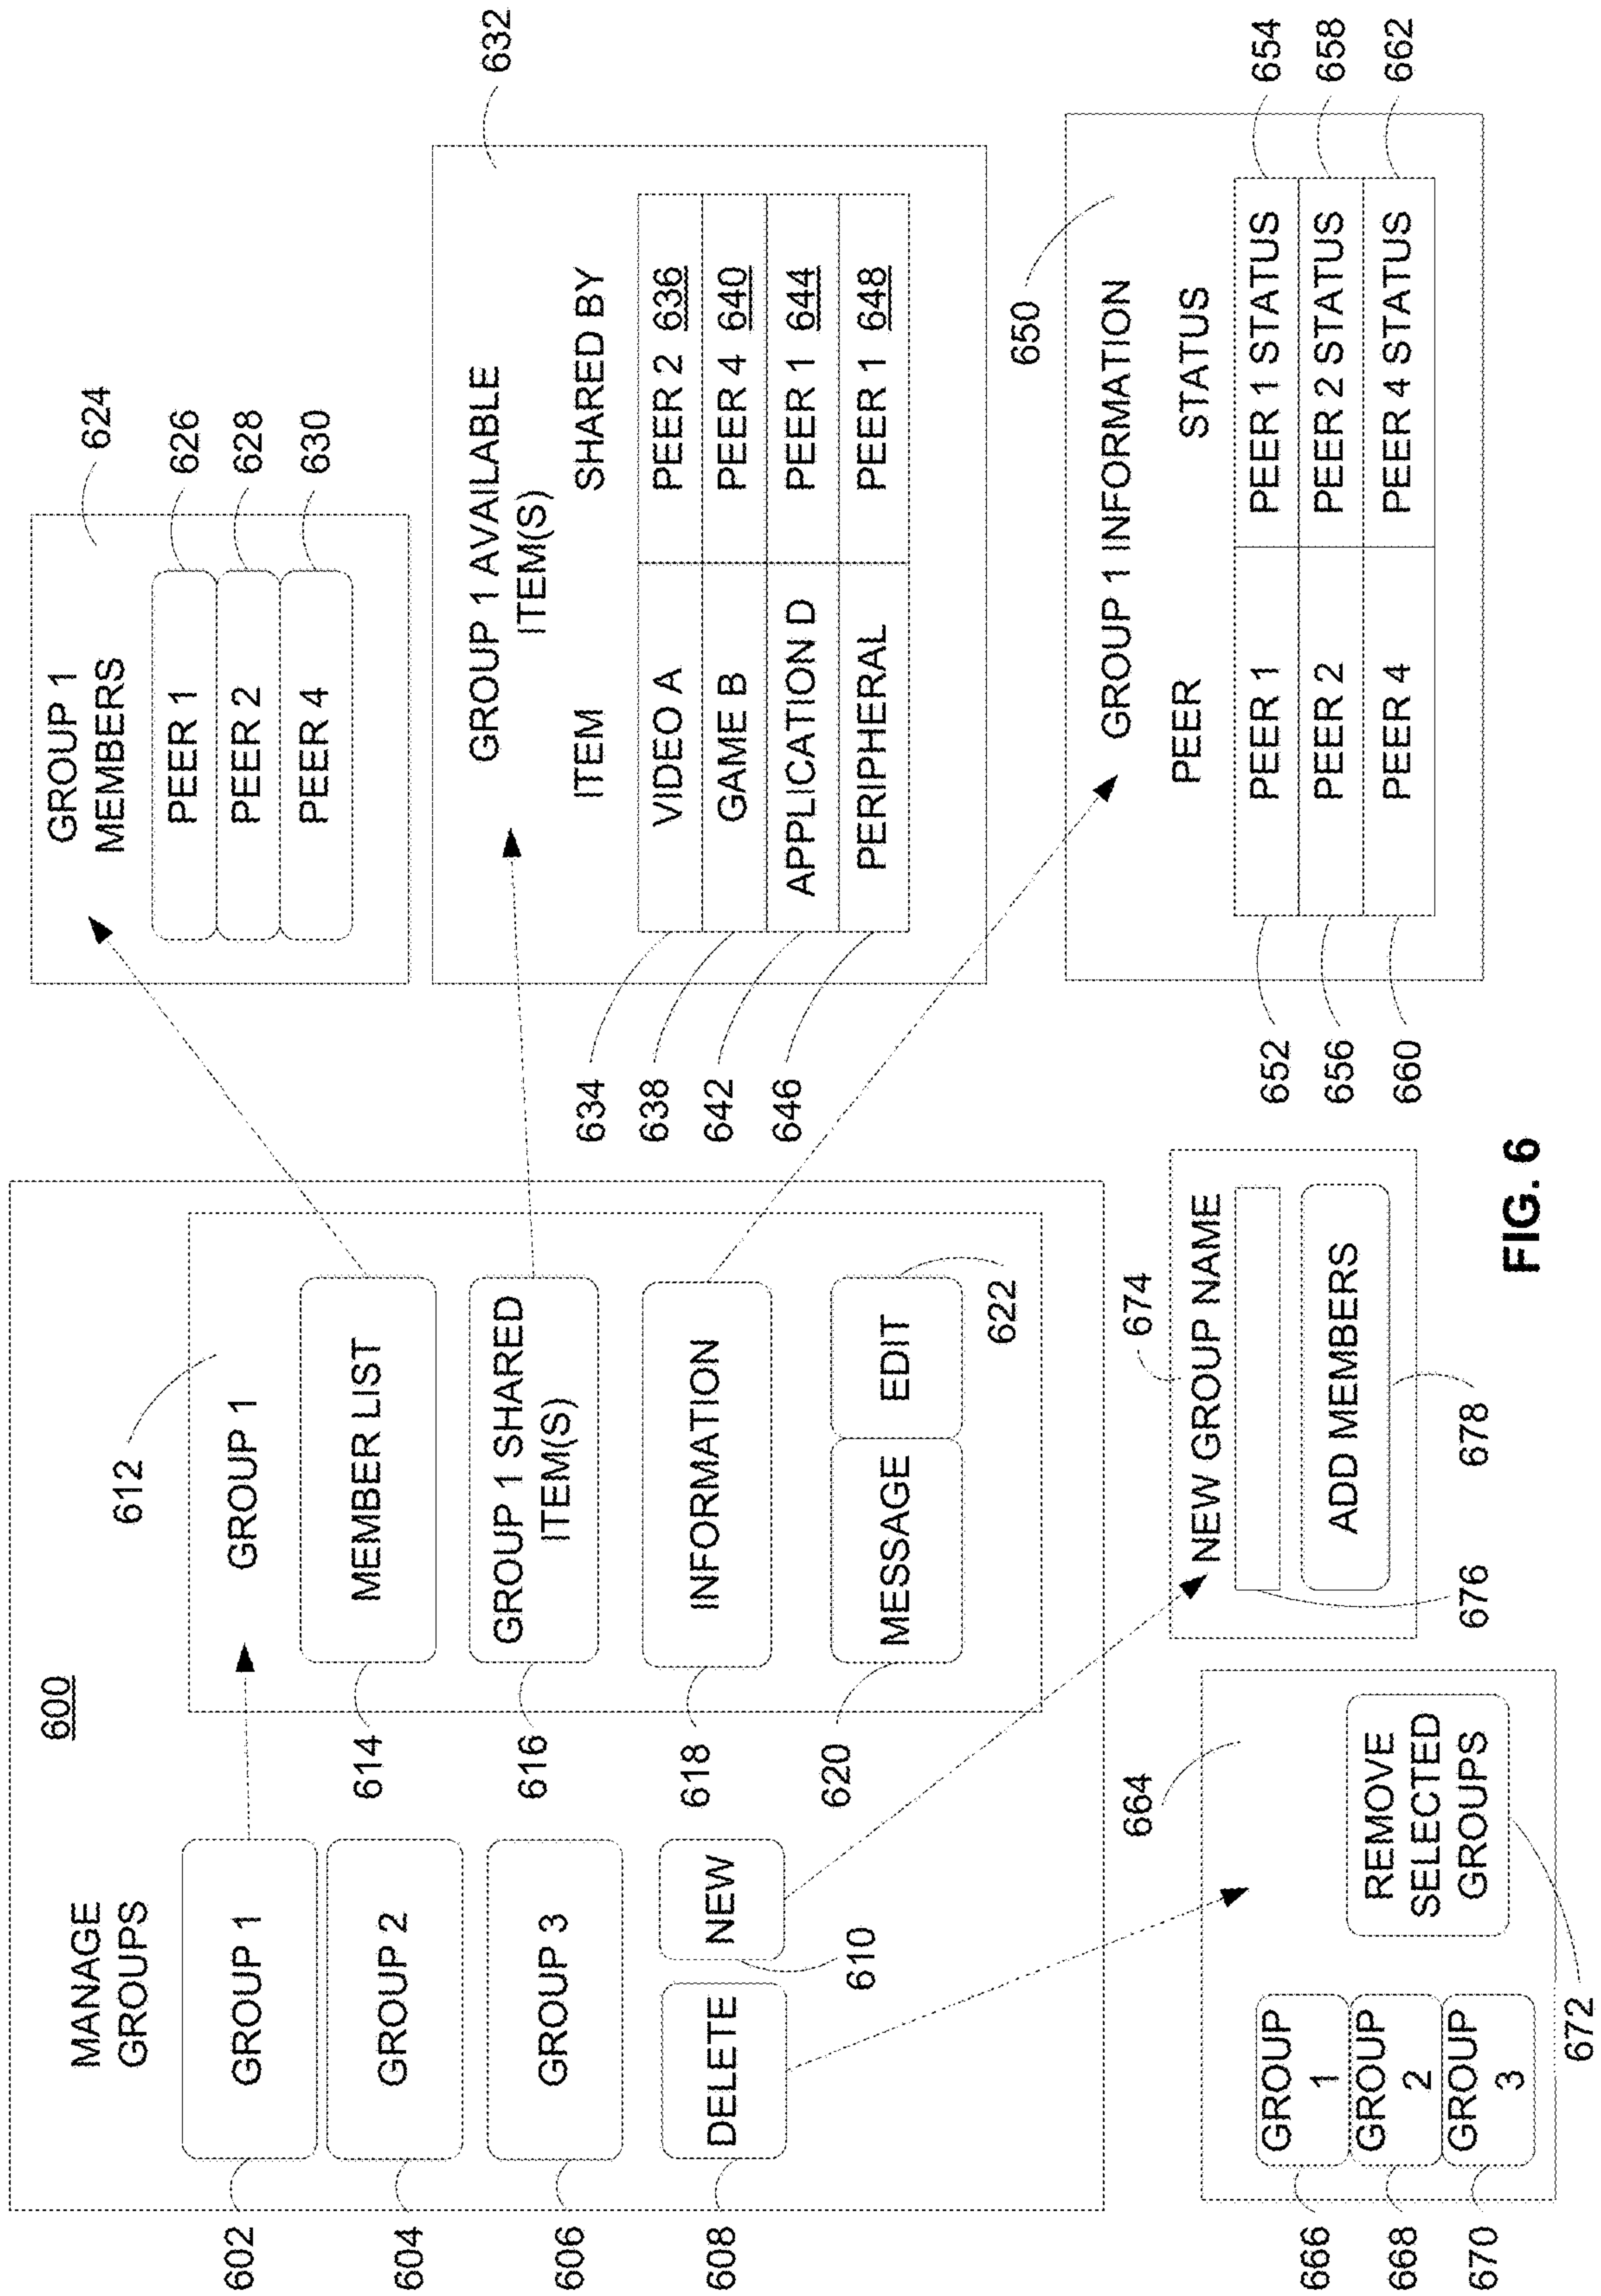 600
MANAGE
GROUPS
602
GROUP 1
604
GROUP 2
606
GROUP 3
608
DELETE
NEW
610
612
GROUP 1
614
MEMBER LIST
616
GROUP 1 SHARED
ITEM(S)
618
INFORMATION
620
MESSAGE
EDIT
622
624
GROUP 1
MEMBERS
PEER 1
626
PEER 2
628
PEER 4
630
632
GROUP 1 AVAILABLE
ITEM(S)
ITEM
SHARED BY
634
VIDEO A
PEER 2 636
638
GAME B
PEER 4 640
642
APPLICATION D
PEER 1 644
646
PERIPHERAL
PEER 1 648
650
GROUP 1 INFORMATION
PEER
STATUS
652
PEER 1
PEER 1 STATUS
654
656
PEER 2
PEER 2 STATUS
658
660
PEER 4
PEER 4 STATUS
662
664
666
GROUP
1
668
GROUP
2
670
GROUP
3
REMOVE
SELECTED
GROUPS
672
674
NEW GROUP NAME
676
ADD MEMBERS
678
FIG. 6